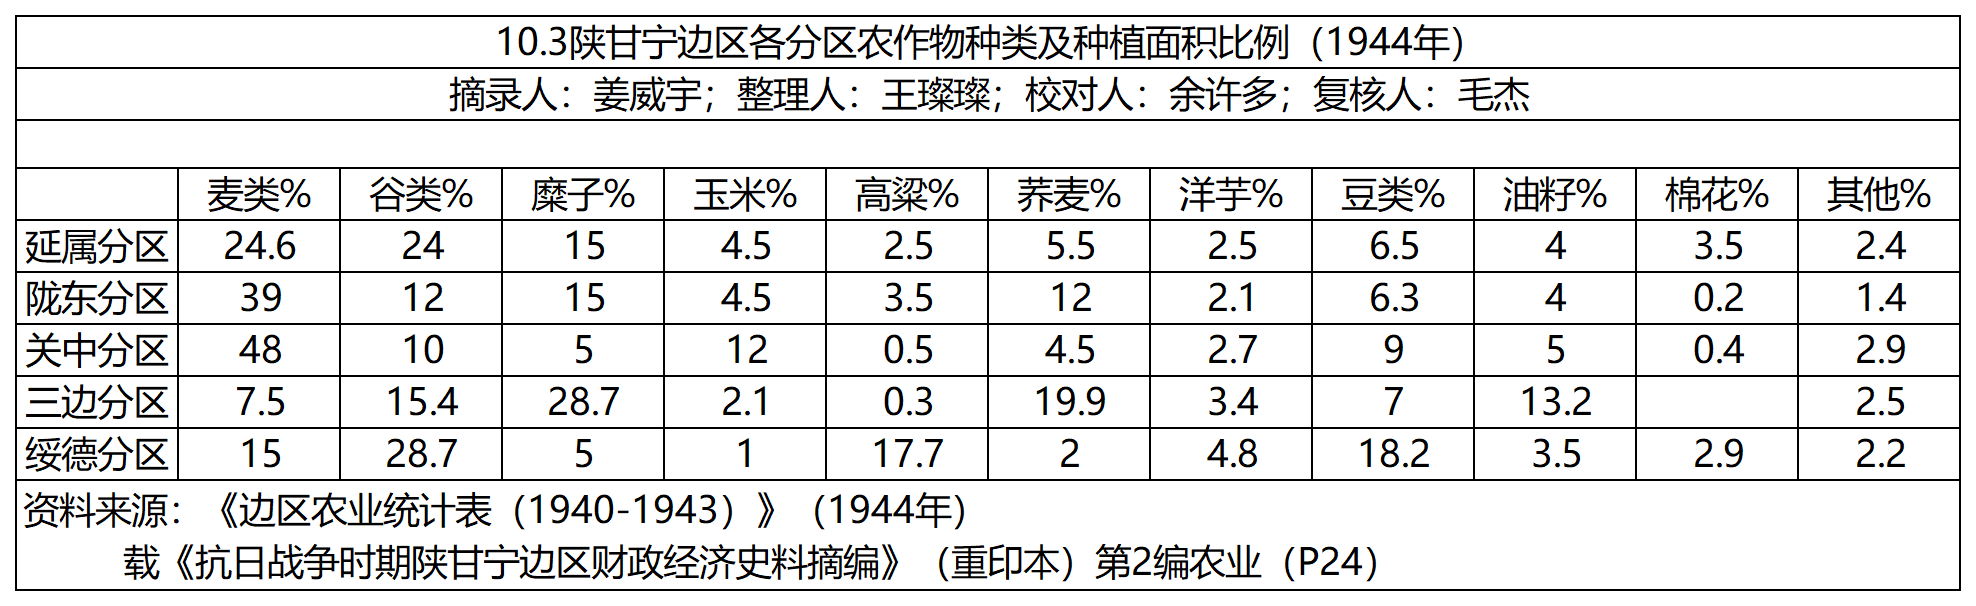 10.3陕甘宁边区各分区农作物种类及种植面积比例（1944年）
摘录人：姜威宇；整理人：王璨璨；校对人：余许多；复核人：毛杰
麦类% 谷类% 糜子% 玉米% 高粱% 荞麦% 洋芋% 豆类% 油籽% 棉花% 其他%
延属分区 24.6 24 15 4.5 2.5 5.5 2.5 6.5 4 3.5 2.4
陇东分区 39 12 15 4.5 3.5 12 2.1 6.3 4 0.2 1.4
关中分区 48 10 5 12 0.5 4.5 2.7 9 5 0.4 2.9
三边分区 7.5 15.4 28.7 2.1 0.3 19.9 3.4 7 13.2 2.5
绥德分区 15 28.7 5 1 17.7 2 4.8 18.2 3.5 2.9 2.2
资料来源：《边区农业统计表（1940-1943）》（1944年）
载《抗日战争时期陕甘宁边区财政经济史料摘编》（重印本）第2编农业（P24）